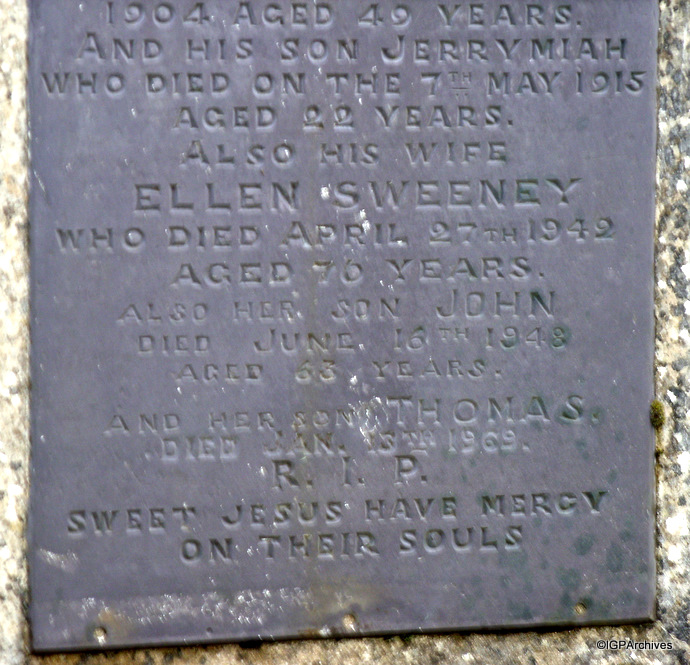 1904 AGED 49 YEARS.
AND HIS SON JERRYMIAH
WHO DIED ON THE 7TH MAY 1915
AGED 22 YEARS.
ALSO HIS WIFE
ELLEN SWEENEY
WHO DIED APRIL 27TH 1942
AGED 76 YEARS.
ALSO HER SON JOHN
DIED JUNE 16TH 1948
AGED 63 YEARS.
AND HER SON THOMAS.
DIED JAN. 13TH 1969.
R. I. P.
SWEET JESUS HAVE MERCY
ON THEIR SOULS
©IGPArchives